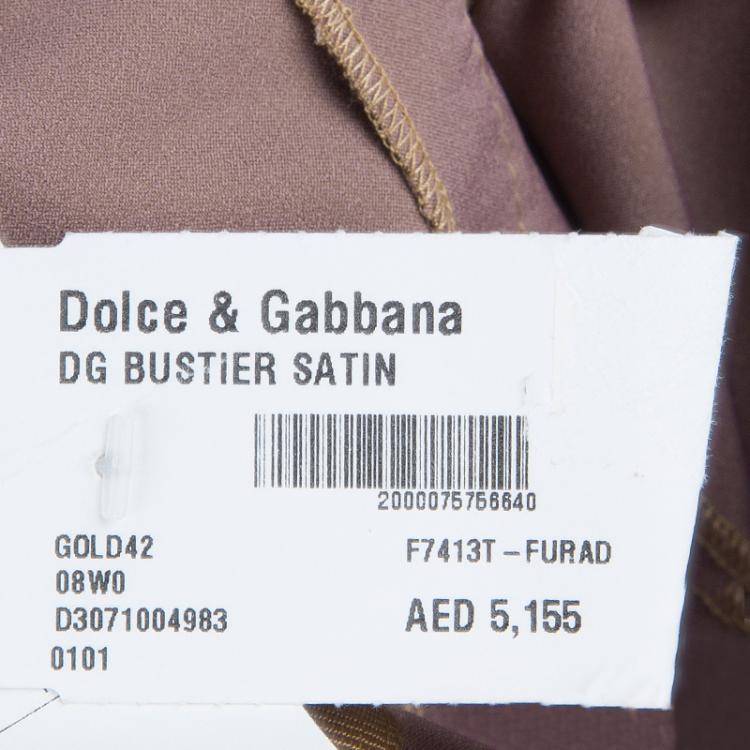 Dolce & Gabbana
DG BUSTIER SATIN
2000075756640
GOLD42
F7413T - FURAD
08W0
D3071004983
AED 5,155
0101